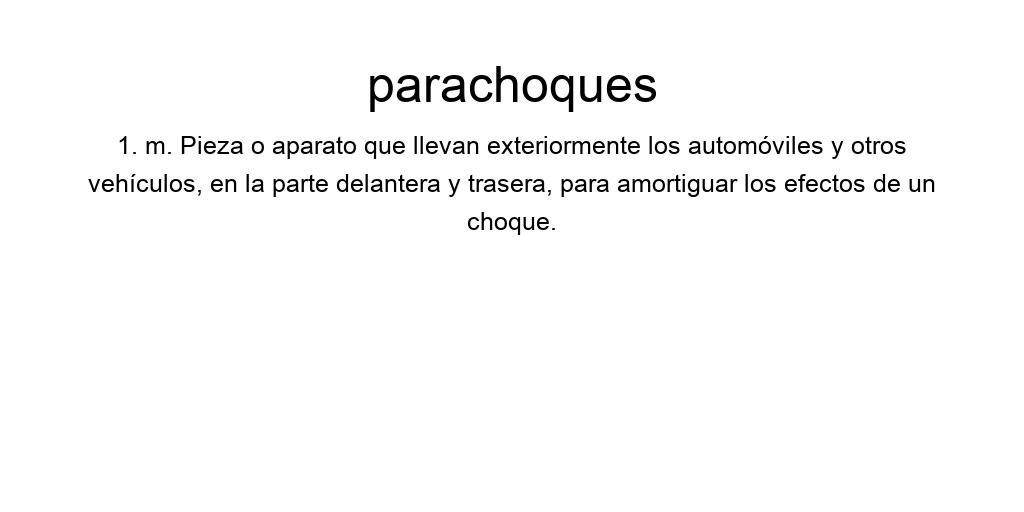 parachoques
1. m. Pieza o aparato que llevan exteriormente los automóviles y otros
vehículos, en la parte delantera y trasera, para amortiguar los efectos de un
choque.